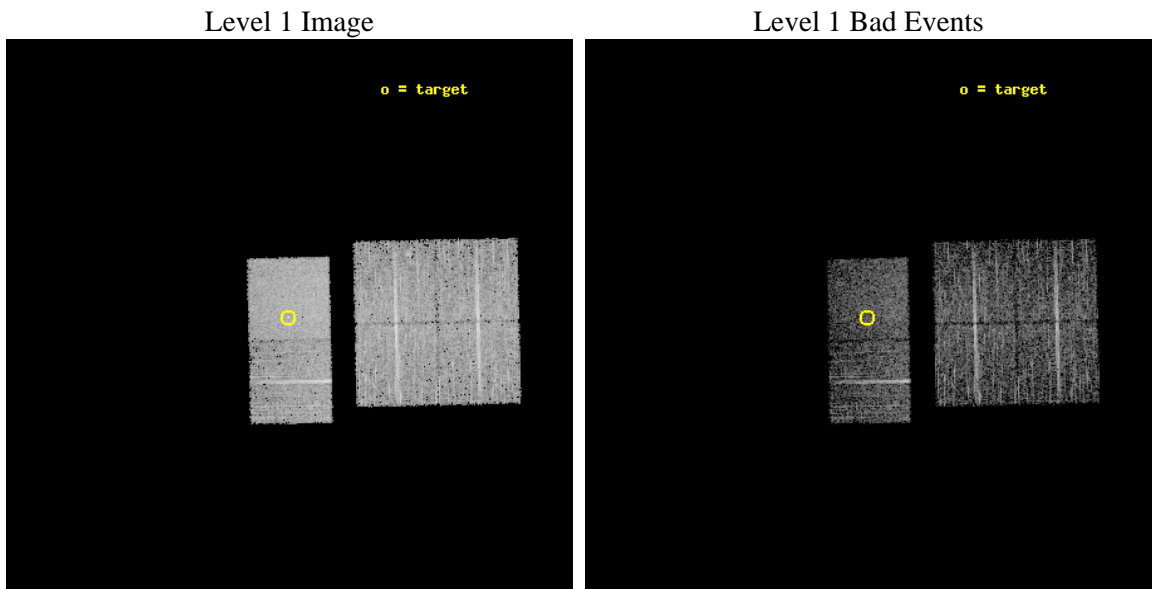 Level 1 Image
Level 1 Bad Events
o = target
o = target